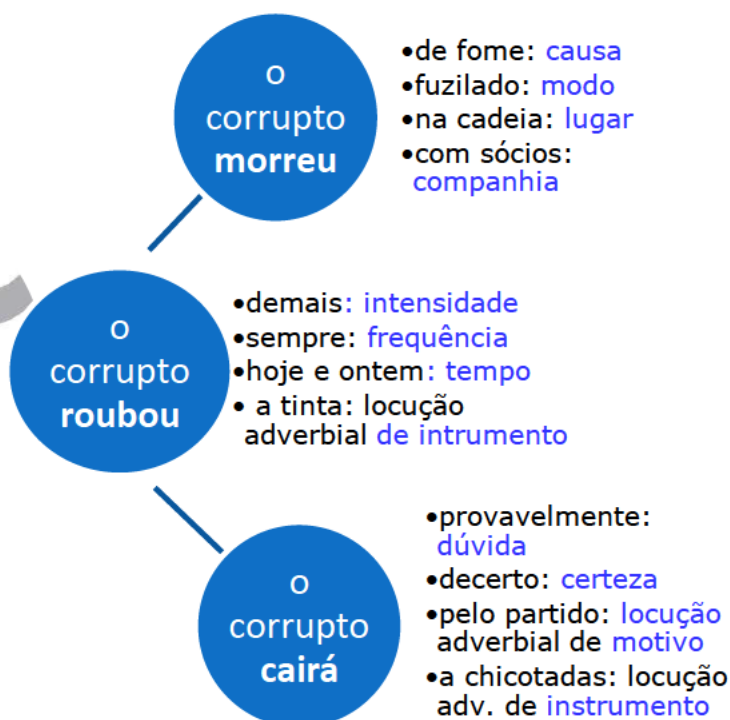 o
corrupto
morreu
•de fome: causa
•fuzilado: modo
•na cadeia: lugar
•com sócios:
companhia
o
corrupto
roubou
•demais: intensidade
•sempre: frequência
•hoje e ontem: tempo
• a tinta: locução
adverbial de intrumento
o
corrupto
cairá
•provavelmente:
dúvida
•decerto: certeza
•pelo partido: locução
adverbial de motivo
•a chicotadas: locução
adv. de instrumento